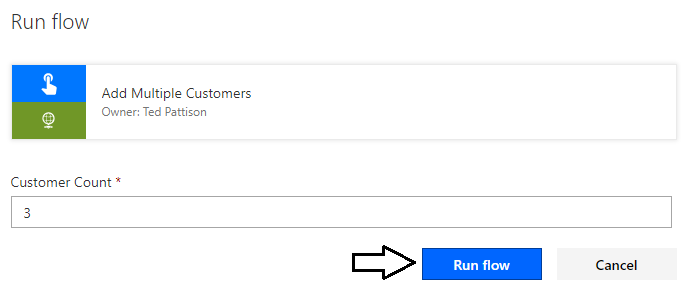 Run flow
Add Multiple Customers
Owner: Ted Pattison
Customer Count *
3
Run flow
Cancel